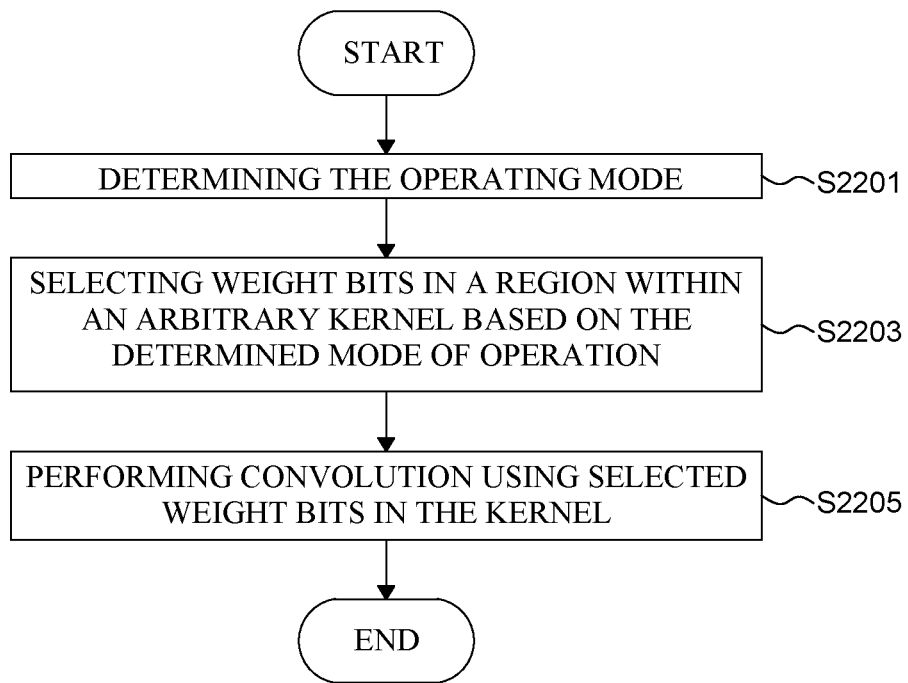 START
DETERMINING THE OPERATING MODE
S2201
SELECTING WEIGHT BITS IN A REGION WITHIN
AN ARBITRARY KERNEL BASED ON THE
DETERMINED MODE OF OPERATION
S2203
PERFORMING CONVOLUTION USING SELECTED
WEIGHT BITS IN THE KERNEL
S2205
END